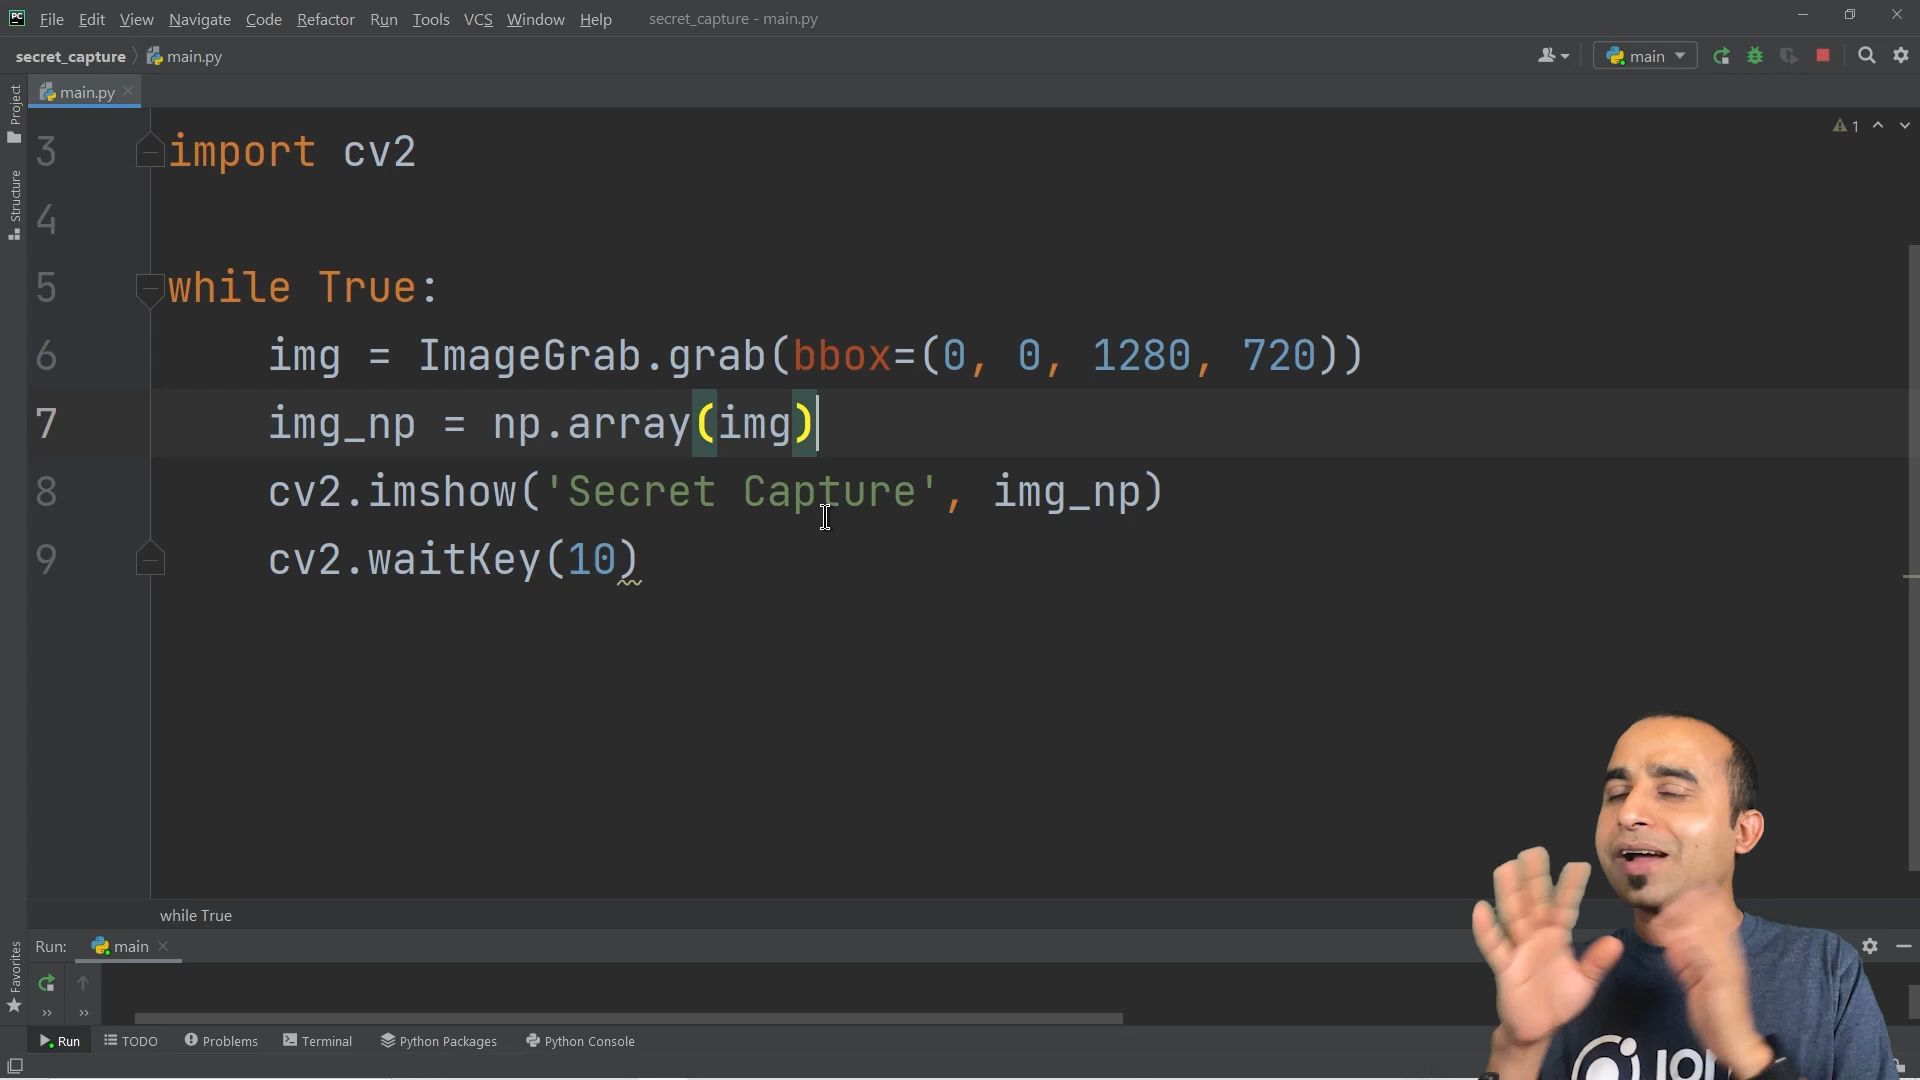 File Edit View Navigate Code Refactor Run Tools VCS Window Help secret_capture - main.py
secret_capture main.py main
main.py
Project
Structure
1
3 import cv2
4
5 while True:
6 img = ImageGrab.grab(bbox=(0, 0, 1280, 720))
7 img_np = np.array(img)
8 cv2.imshow('Secret Capture', img_np)
9 cv2.waitKey(10)
while True
Run: main
Favorites
Run TODO Problems Terminal Python Packages Python Console